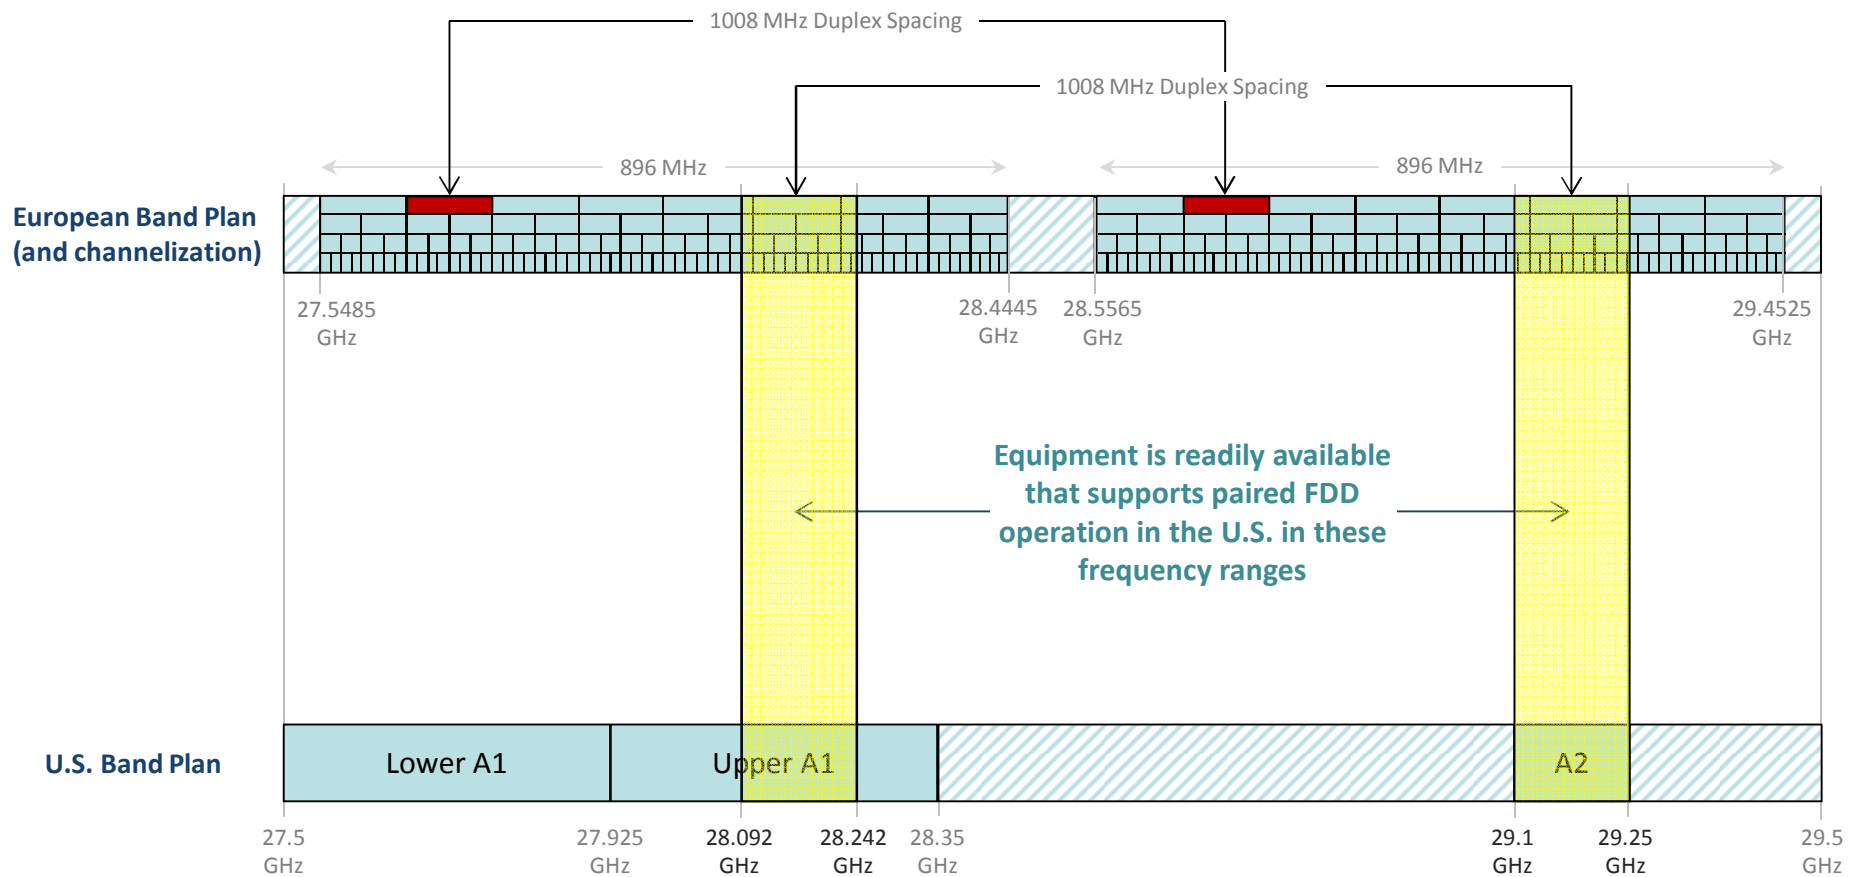 1008 MHz Duplex Spacing
1008 MHz Duplex Spacing
896 MHz
896 MHz
European Band Plan
(and channelization)
27.5485
GHz
28.4445
GHz
28.5565
GHz
29.4525
GHz
Equipment is readily available
that supports paired FDD
operation in the U.S. in these
frequency ranges
U.S. Band Plan
Lower A1
Upper A1
A2
27.5
GHz
27.925
GHz
28.092
GHz
28.242
GHz
28.35
GHz
29.1
GHz
29.25
GHz
29.5
GHz